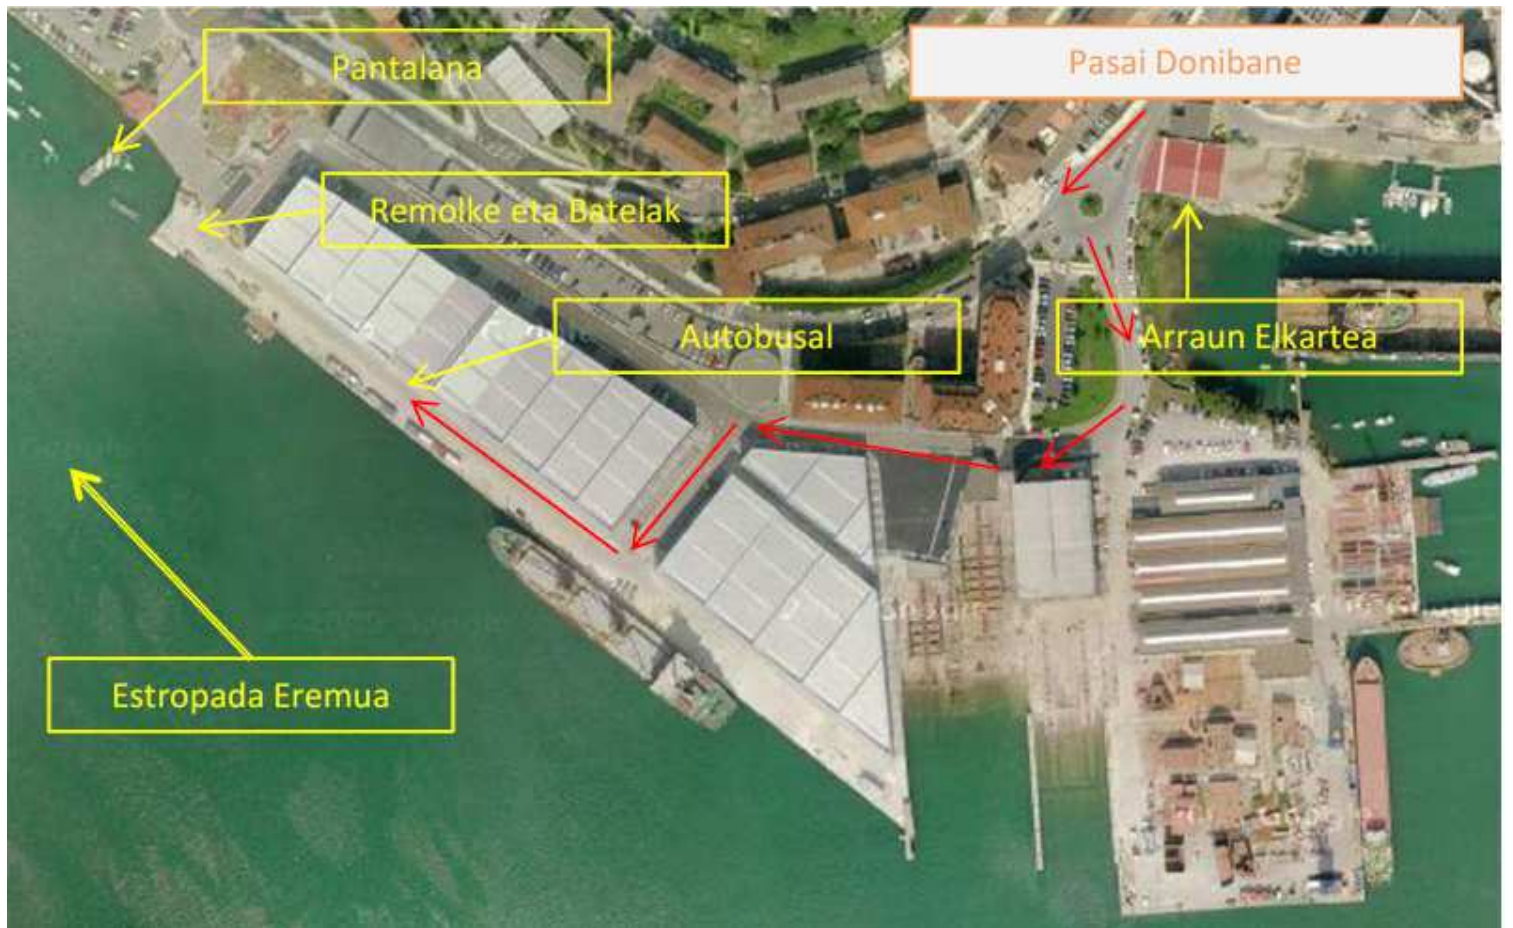 Pasai Donibane
Pantalana
Remolke eta Batelak
Autobusal
Arraun Elkartea
Estropada Eremua